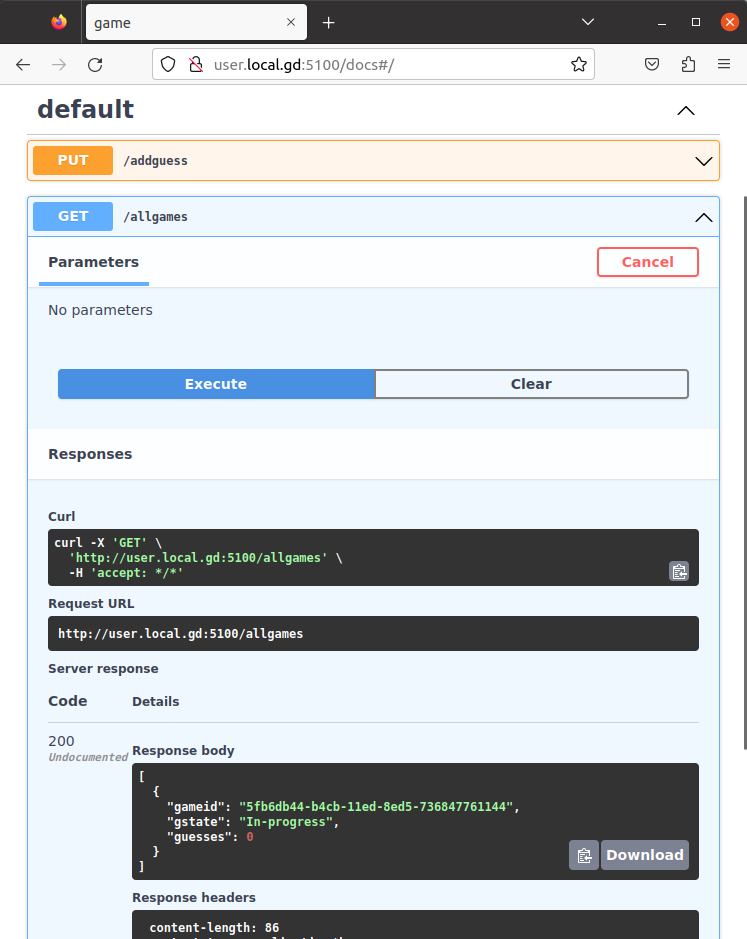 game
user.local.gd:5100/docs#/
default
PUT /addguess
GET /allgames
Parameters Cancel
No parameters
Execute Clear
Responses
Curl
curl -X 'GET' \
'http://user.local.gd:5100/allgames' \
-H 'accept: */*'
Request URL
http://user.local.gd:5100/allgames
Server response
Code Details
200
Undocumented
Response body
[
{
"gameid": "5fb6db44-b4cb-11ed-8ed5-736847761144",
"gstate": "In-progress",
"guesses": 0
}
]
Download
Response headers
content-length: 86